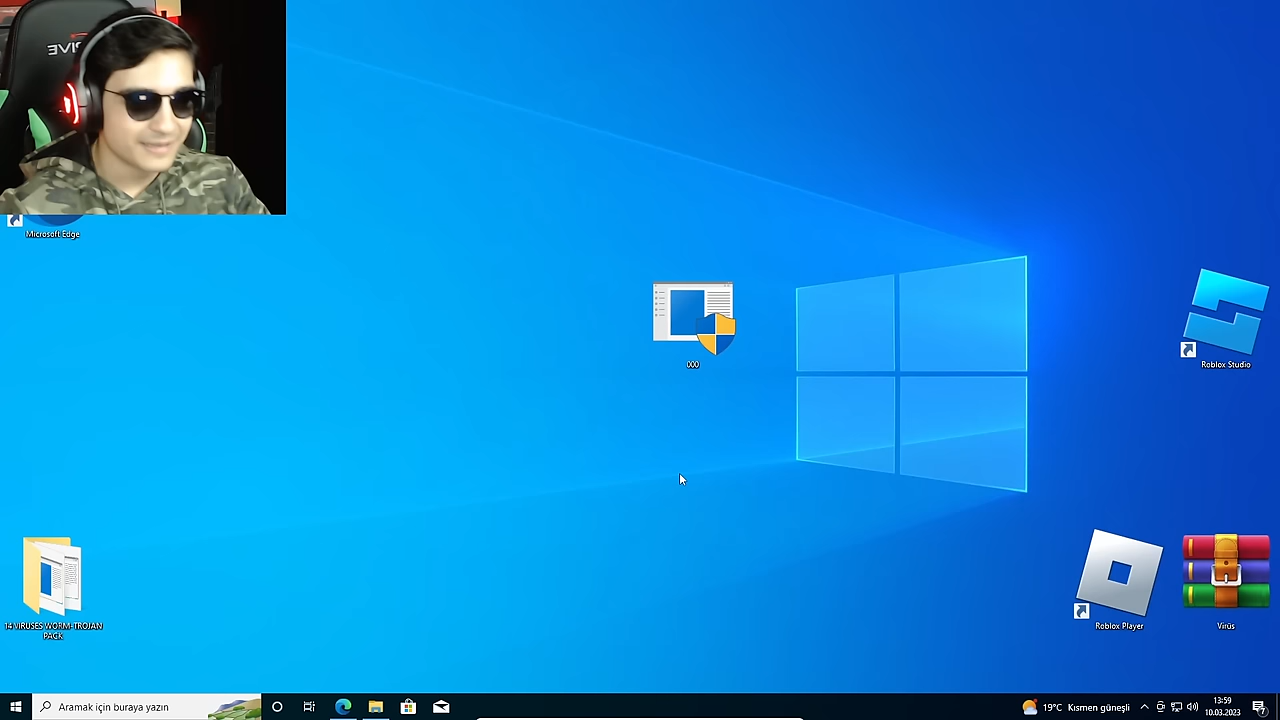 Microsoft Edge
000
Roblox Studio
14 VIRUSES WORM-TROJAN
PACK
Roblox Player
Virüs
Aramak için buraya yazın
19°C Kısmen güneşli
13:59
10.03.2023